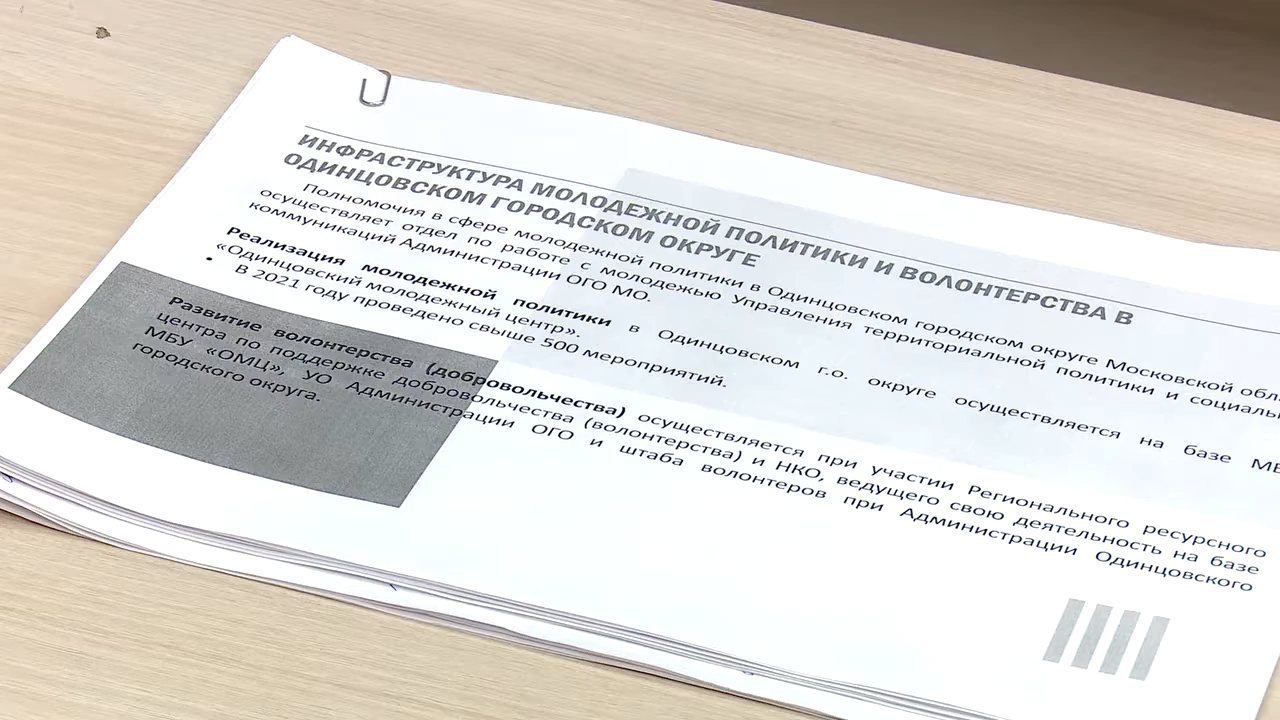 ИНФРАСТРУКТУРА МОЛОДЕЖНОЙ ПОЛИТИКИ И ВОЛОНТЕРСТВА В
ОДИНЦОВСКОМ ГОРОДСКОМ ОКРУГЕ
Полномочия в сфере молодежной политики в Одинцовском городском округе Московской обл
осуществляет отдел по работе с молодежью Управления территориальной политики и социаль
коммуникаций Администрации ОГО МО.
Реализация молодежной политики в Одинцовском г.о. округе осуществляется на базе МБ
«Одинцовский молодежный центр».
• В 2021 году проведено свыше 500 мероприятий.
Развитие волонтерства (добровольчества) осуществляется при участии Регионального ресурсного
центра по поддержке добровольчества (волонтерства) и НКО, ведущего свою деятельность на базе
МБУ «ОМЦ», УО Администрации ОГО и штаба волонтеров при Администрации Одинцовского
городского округа.